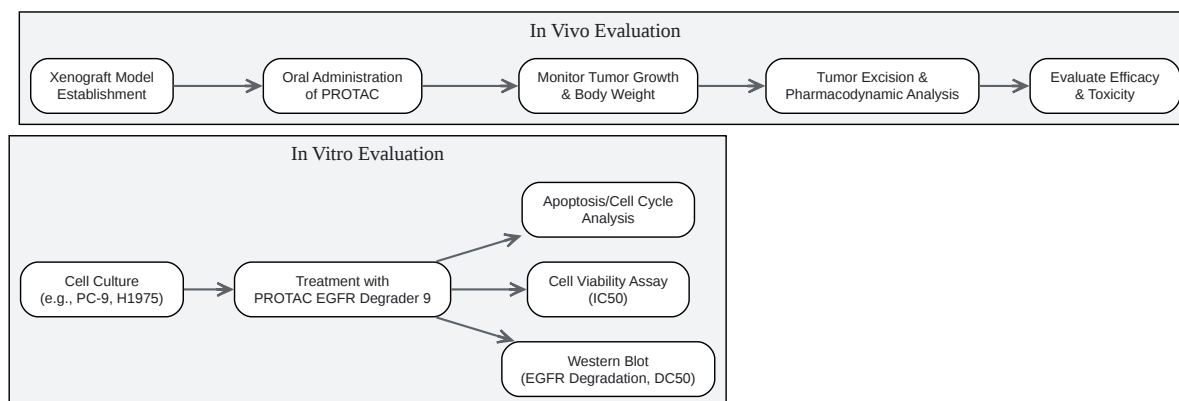 In Vivo Evaluation
Xenograft Model
Establishment
Oral Administration
of PROTAC
Monitor Tumor Growth
& Body Weight
Tumor Excision &
Pharmacodynamic Analysis
Evaluate Efficacy
& Toxicity
In Vitro Evaluation
Cell Culture
(e.g., PC-9, H1975)
Treatment with
PROTAC EGFR Degrader 9
Apoptosis/Cell Cycle
Analysis
Cell Viability Assay
(IC50)
Western Blot
(EGFR Degradation, DC50)